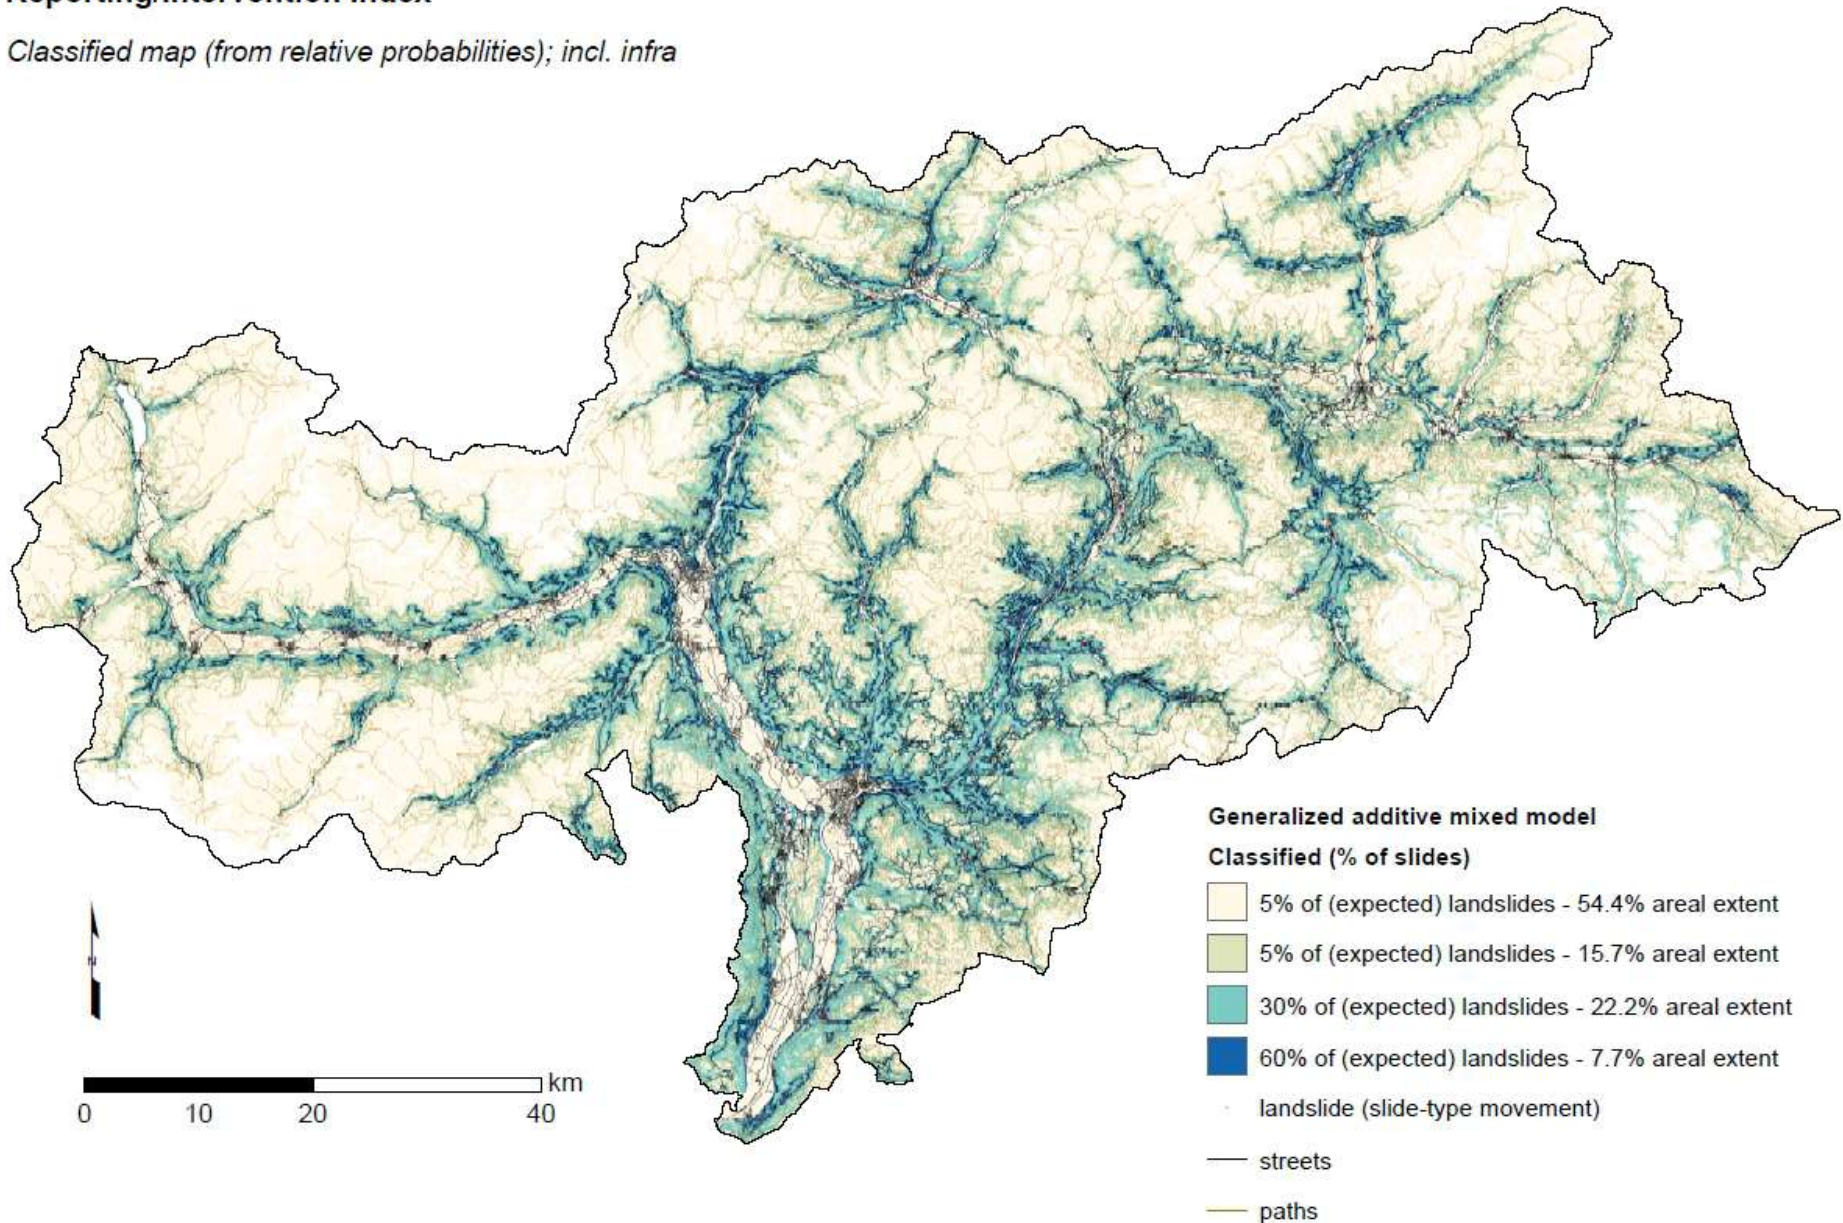 Reporting/Intervention Index
Classified map (from relative probabilities); incl. infra
Generalized additive mixed model
Classified (% of slides)
5% of (expected) landslides - 54.4% areal extent
5% of (expected) landslides - 15.7% areal extent
30% of (expected) landslides - 22.2% areal extent
60% of (expected) landslides - 7.7% areal extent
landslide (slide-type movement)
streets
paths
N
km
0 10 20 40